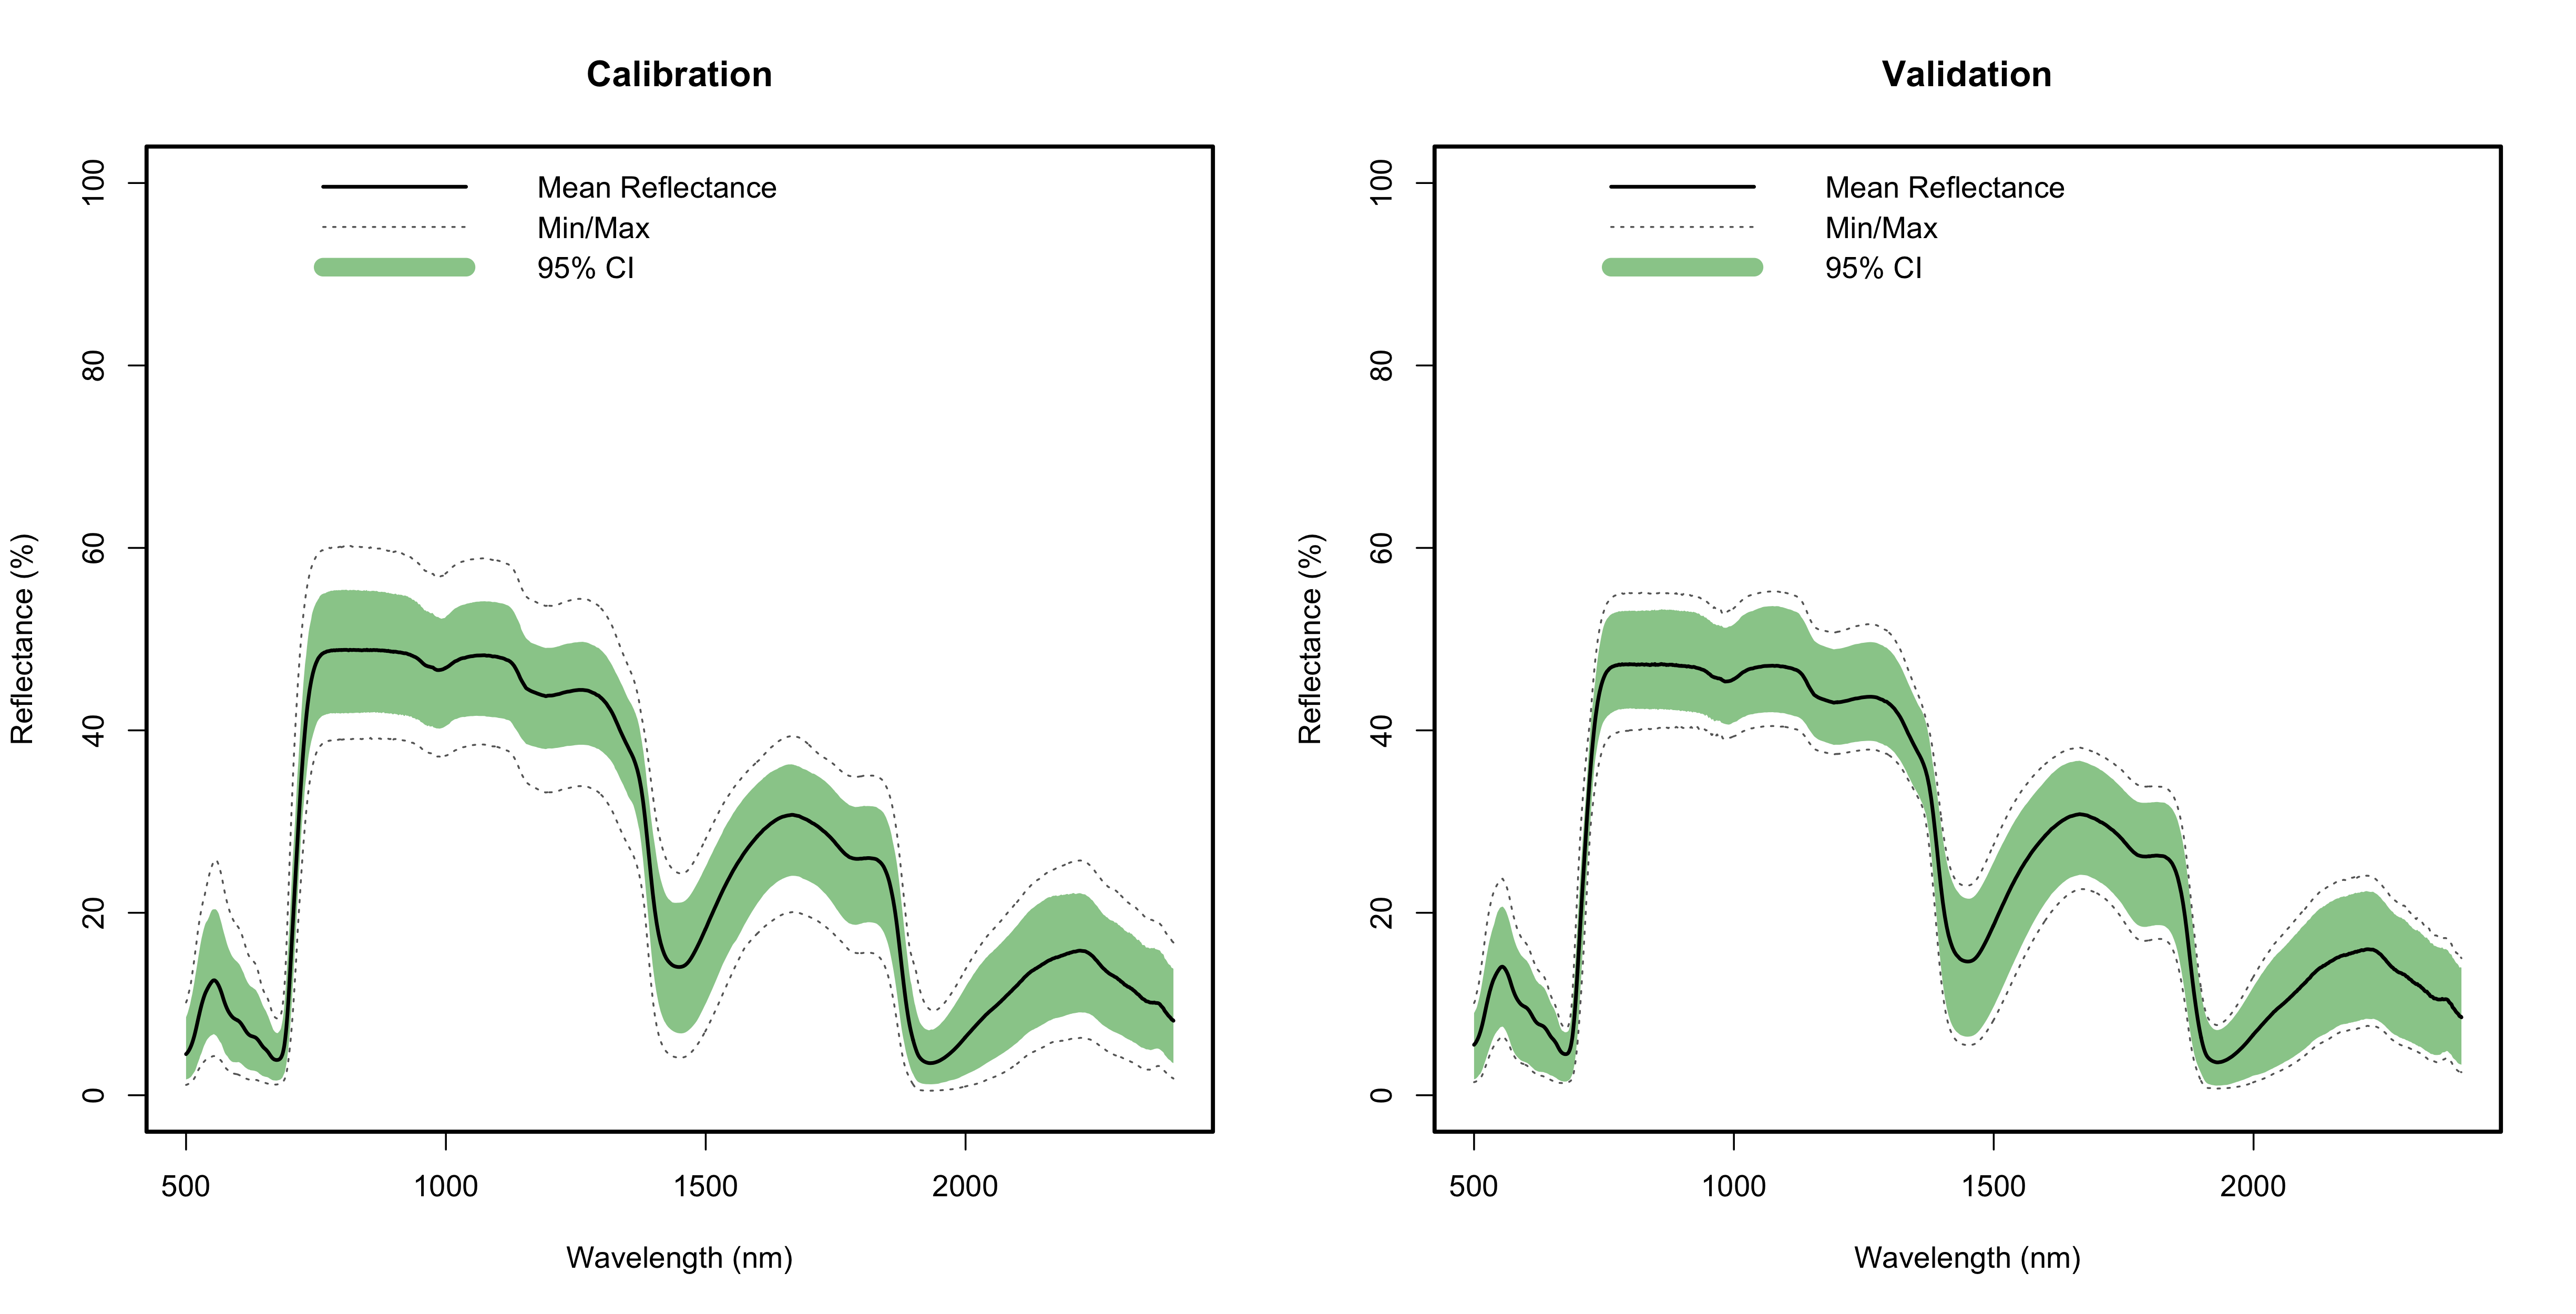 Calibration
Mean Reflectance
Min/Max
95% CI
Reflectance (%)
100
80
60
40
20
0
500 1000 1500 2000
Wavelength (nm)
Validation
Mean Reflectance
Min/Max
95% CI
Reflectance (%)
100
80
60
40
20
0
500 1000 1500 2000
Wavelength (nm)